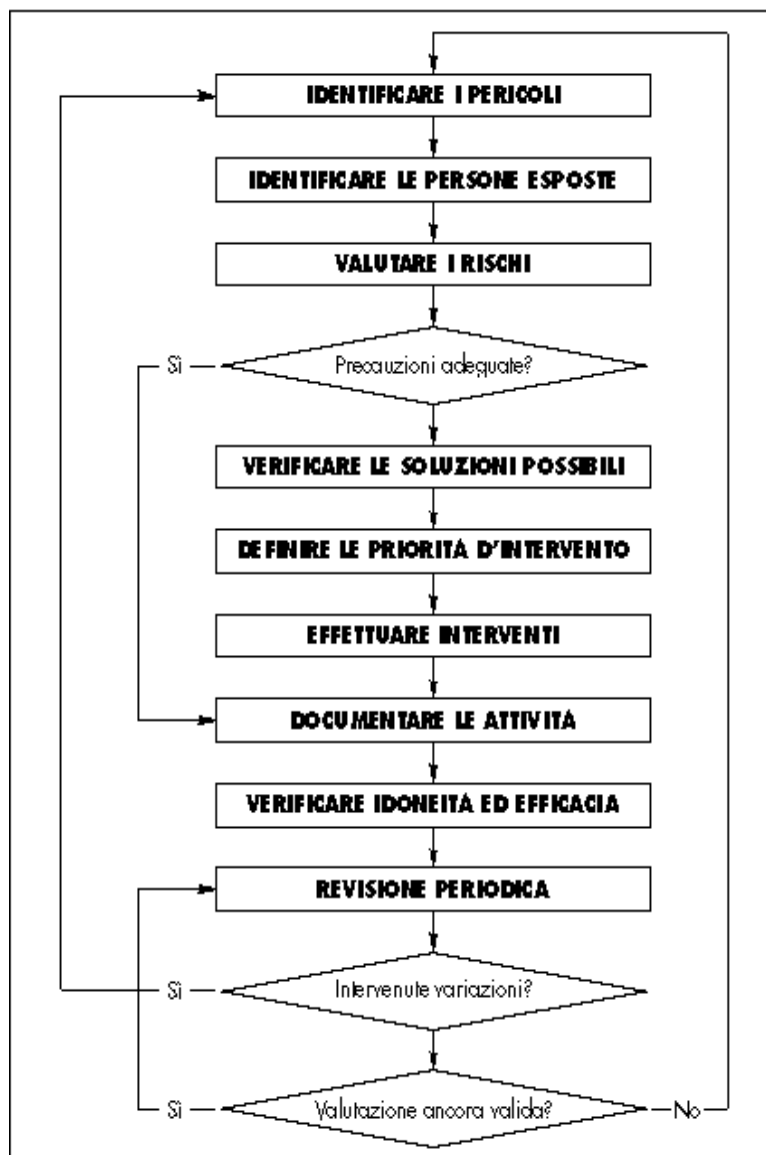 IDENTIFICARE I PERICOLI
IDENTIFICARE LE PERSONE ESPOSTE
VALUTARE I RISCHI
Sì
Precauzioni adeguate?
VERIFICARE LE SOLUZIONI POSSIBILI
DEFINIRE LE PRIORITÀ D'INTERVENTO
EFFETTUARE INTERVENTI
DOCUMENTARE LE ATTIVITÀ
VERIFICARE IDONEITÀ ED EFFICACIA
REVISIONE PERIODICA
Sì
Intervenute variazioni?
Sì
Valutazione ancora valida?
No